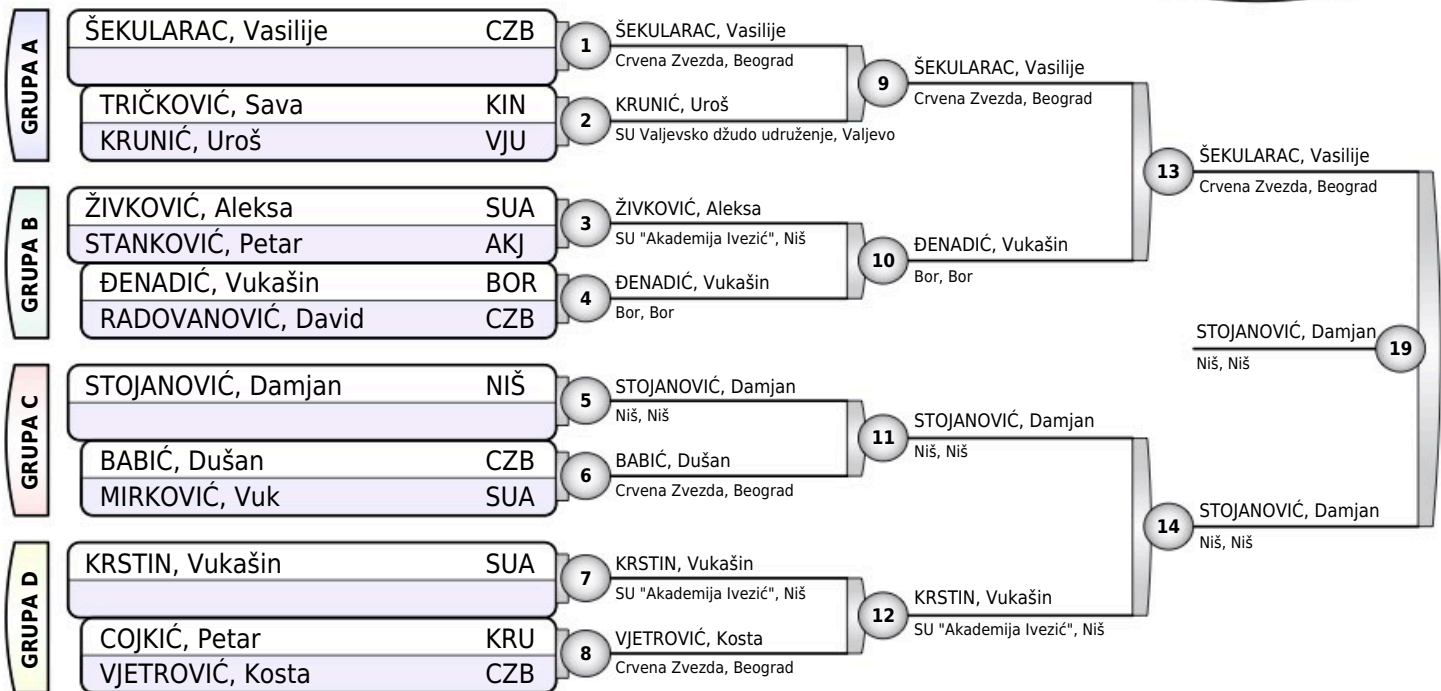 GRUPA A
ŠEKULARAC, Vasilije CZB
TRIČKOVIĆ, Sava KIN
KRUNIĆ, Uroš VJU
GRUPA B
ŽIVKOVIĆ, Aleksa SUA
STANKOVIĆ, Petar AKJ
ĐENADIĆ, Vukašin BOR
RADOVANOVIĆ, David CZB
GRUPA C
STOJANOVIĆ, Damjan NIŠ
BABIĆ, Dušan CZB
MIRKOVIĆ, Vuk SUA
GRUPA D
KRSTIN, Vukašin SUA
COJKIĆ, Petar KRU
VJETROVIĆ, Kosta CZB
1
ŠEKULARAC, Vasilije
Crvena Zvezda, Beograd
2
KRUNIĆ, Uroš
SU Valjevsko džudo udruženje, Valjevo
3
ŽIVKOVIĆ, Aleksa
SU "Akademija Ivezić", Niš
4
ĐENADIĆ, Vukašin
Bor, Bor
5
STOJANOVIĆ, Damjan
Niš, Niš
6
BABIĆ, Dušan
Crvena Zvezda, Beograd
7
KRSTIN, Vukašin
SU "Akademija Ivezić", Niš
8
VJETROVIĆ, Kosta
Crvena Zvezda, Beograd
9
ŠEKULARAC, Vasilije
Crvena Zvezda, Beograd
10
ĐENADIĆ, Vukašin
Bor, Bor
11
STOJANOVIĆ, Damjan
Niš, Niš
12
KRSTIN, Vukašin
SU "Akademija Ivezić", Niš
13
ŠEKULARAC, Vasilije
Crvena Zvezda, Beograd
14
STOJANOVIĆ, Damjan
Niš, Niš
STOJANOVIĆ, Damjan
Niš, Niš
19